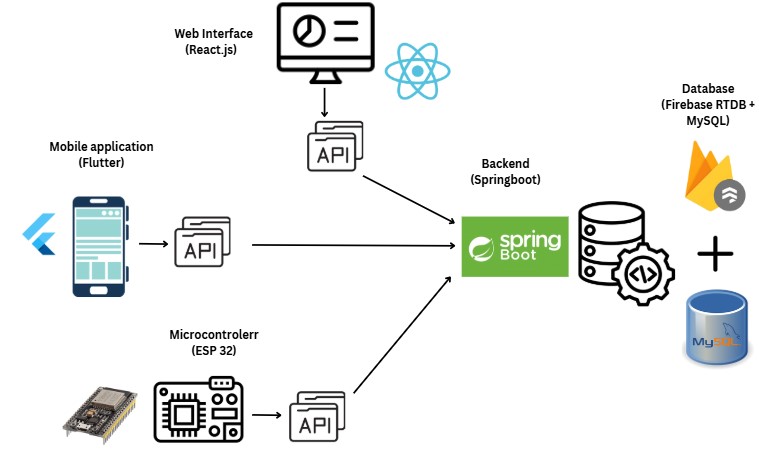 Web Interface
(React.js)
API
Database
(Firebase RTDB +
MySQL)
Mobile application
(Flutter)
API
Backend
(Springboot)
spring
Boot
MySQL
Microcontrolerr
(ESP 32)
API